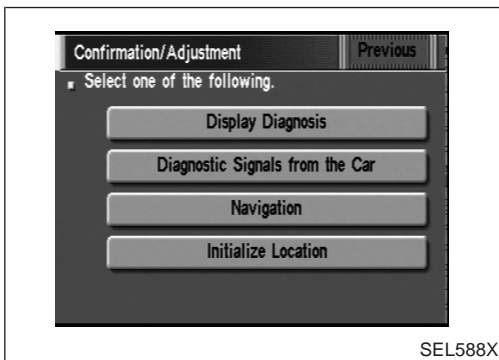 Confirmation/Adjustment Previous
Select one of the following.
Display Diagnosis
Diagnostic Signals from the Car
Navigation
Initialize Location
SEL588X